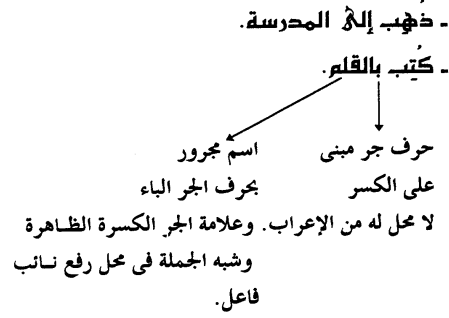 ـ ذُهِب إلى المدرسة.
ـ كُتِب بالقلم.
حرف جر مبنى اسم مجرور
على الكسر بحرف الجر الباء
لا محل له من الإعراب. وعلامة الجر الكسرة الظاهرة
وشبه الجملة فى محل رفع نائب
فاعل.